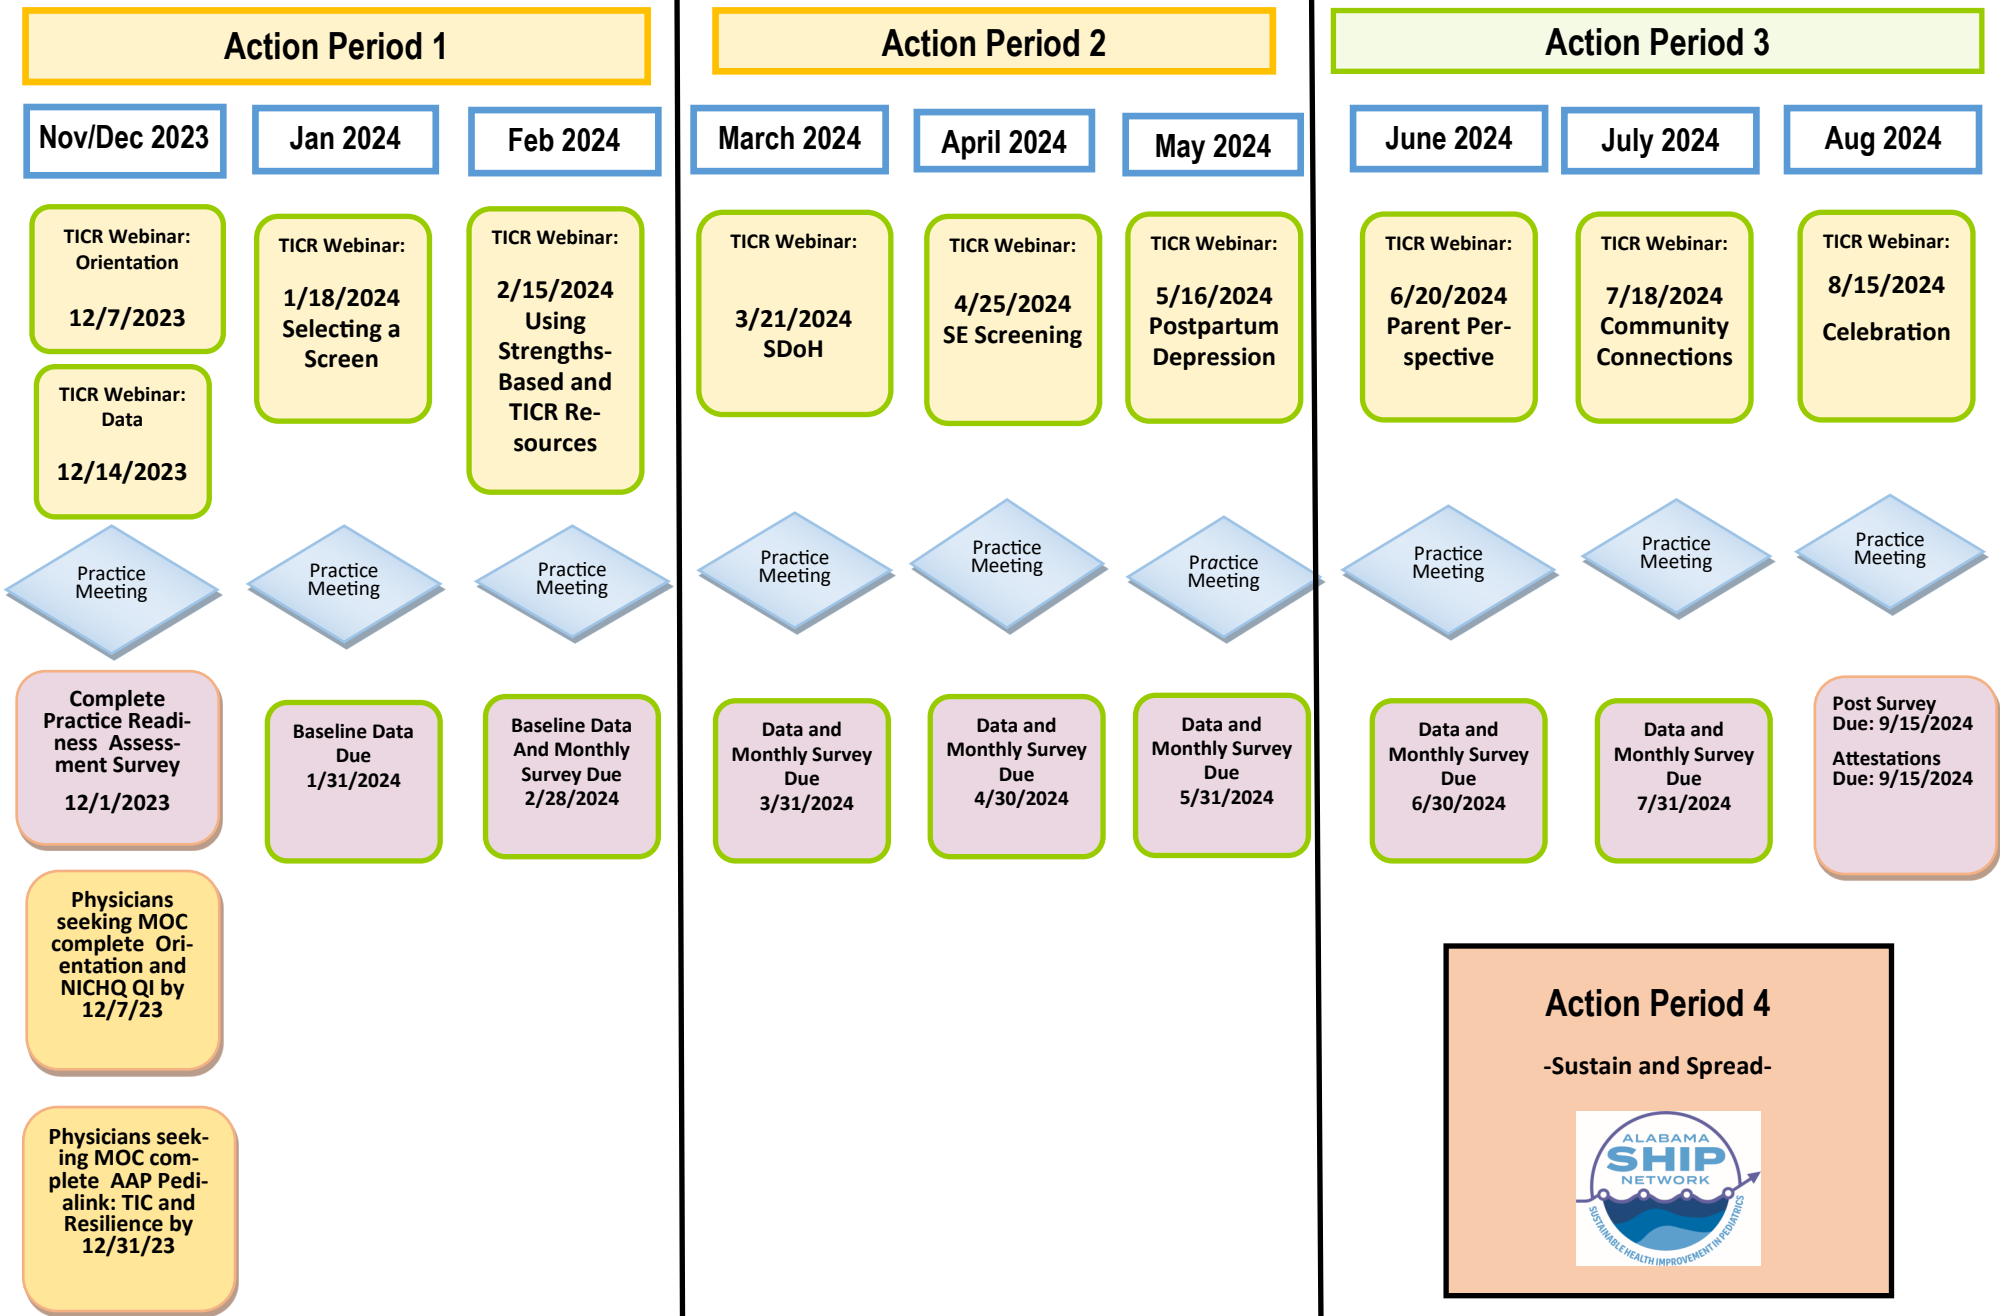 Action Period 1
Action Period 2
Action Period 3
Nov/Dec 2023
Jan 2024
Feb 2024
March 2024
April 2024
May 2024
June 2024
July 2024
Aug 2024
TICR Webinar:
Orientation
12/7/2023
TICR Webinar:
Data
12/14/2023
TICR Webinar:
1/18/2024
Selecting a
Screen
TICR Webinar:
2/15/2024
Using
Strengths-
Based and
TICR Re-
sources
TICR Webinar:
3/21/2024
SDoH
TICR Webinar:
4/25/2024
SE Screening
TICR Webinar:
5/16/2024
Postpartum
Depression
TICR Webinar:
6/20/2024
Parent Per-
spective
TICR Webinar:
7/18/2024
Community
Connections
TICR Webinar:
8/15/2024
Celebration
Practice
Meeting
Practice
Meeting
Practice
Meeting
Practice
Meeting
Practice
Meeting
Practice
Meeting
Practice
Meeting
Practice
Meeting
Practice
Meeting
Complete
Practice Readi-
ness Assess-
ment Survey
12/1/2023
Baseline Data
Due
1/31/2024
Baseline Data
And Monthly
Survey Due
2/28/2024
Data and
Monthly Survey
Due
3/31/2024
Data and
Monthly Survey
Due
4/30/2024
Data and
Monthly Survey
Due
5/31/2024
Data and
Monthly Survey
Due
6/30/2024
Data and
Monthly Survey
Due
7/31/2024
Post Survey
Due: 9/15/2024
Attestations
Due: 9/15/2024
Physicians
seeking MOC
complete Ori-
entation and
NICHQ QI by
12/7/23
Physicians seek-
ing MOC com-
plete AAP Pedi-
alink: TIC and
Resilience by
12/31/23
Action Period 4
-Sustain and Spread-
ALABAMA
SHIP
NETWORK
SUSTAINABLE HEALTH IMPROVEMENT IN PEDIATRICS